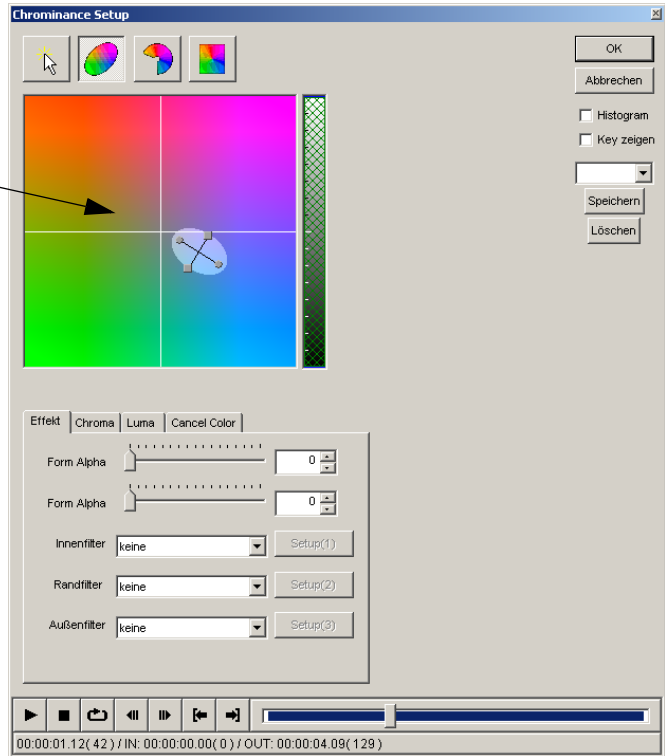 Chrominance Setup
OK
Abbrechen
Histogram
Key zeigen
Speichern
Löschen
Effekt Chroma Luma Cancel Color
Form Alpha 0
Form Alpha 0
Innenfilter keine Setup(1)
Randfilter keine Setup(2)
Außenfilter keine Setup(3)
00:00:01.12( 42 ) / IN: 00:00:00.00( 0 ) / OUT: 00:00:04.09( 129 )